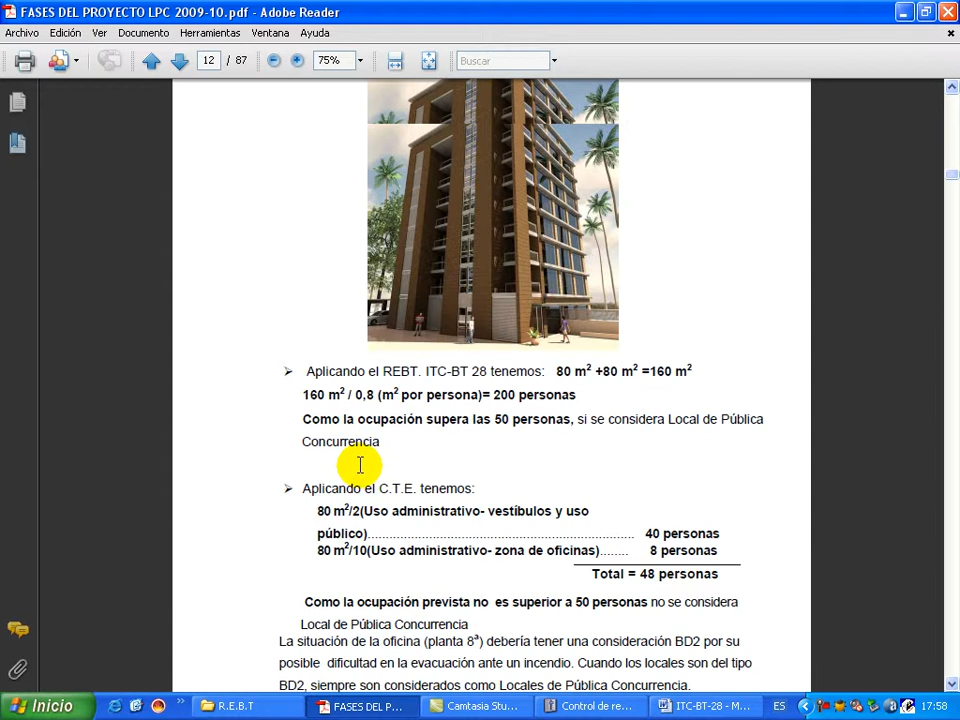 FASES DEL PROYECTO LPC 2009-10.pdf - Adobe Reader
Archivo Edición Ver Documento Herramientas Ventana Ayuda
12 / 87 75% Buscar
Aplicando el REBT. ITC-BT 28 tenemos: 80 m² +80 m² =160 m²
160 m² / 0,8 (m² por persona)= 200 personas
Como la ocupación supera las 50 personas, si se considera Local de Pública
Concurrencia
Aplicando el C.T.E. tenemos:
80 m²/2(Uso administrativo- vestíbulos y uso
público).................................................................... 40 personas
80 m²/10(Uso administrativo- zona de oficinas)........ 8 personas
Total = 48 personas
Como la ocupación prevista no es superior a 50 personas no se considera
Local de Pública Concurrencia
La situación de la oficina (planta 8ª) debería tener una consideración BD2 por su
posible dificultad en la evacuación ante un incendio. Cuando los locales son del tipo
BD2, siempre son considerados como Locales de Pública Concurrencia.
Inicio R.E.B.T FASES DEL P... Camtasia Stu... Control de re... ITC-BT-28 - M... ES 17:58